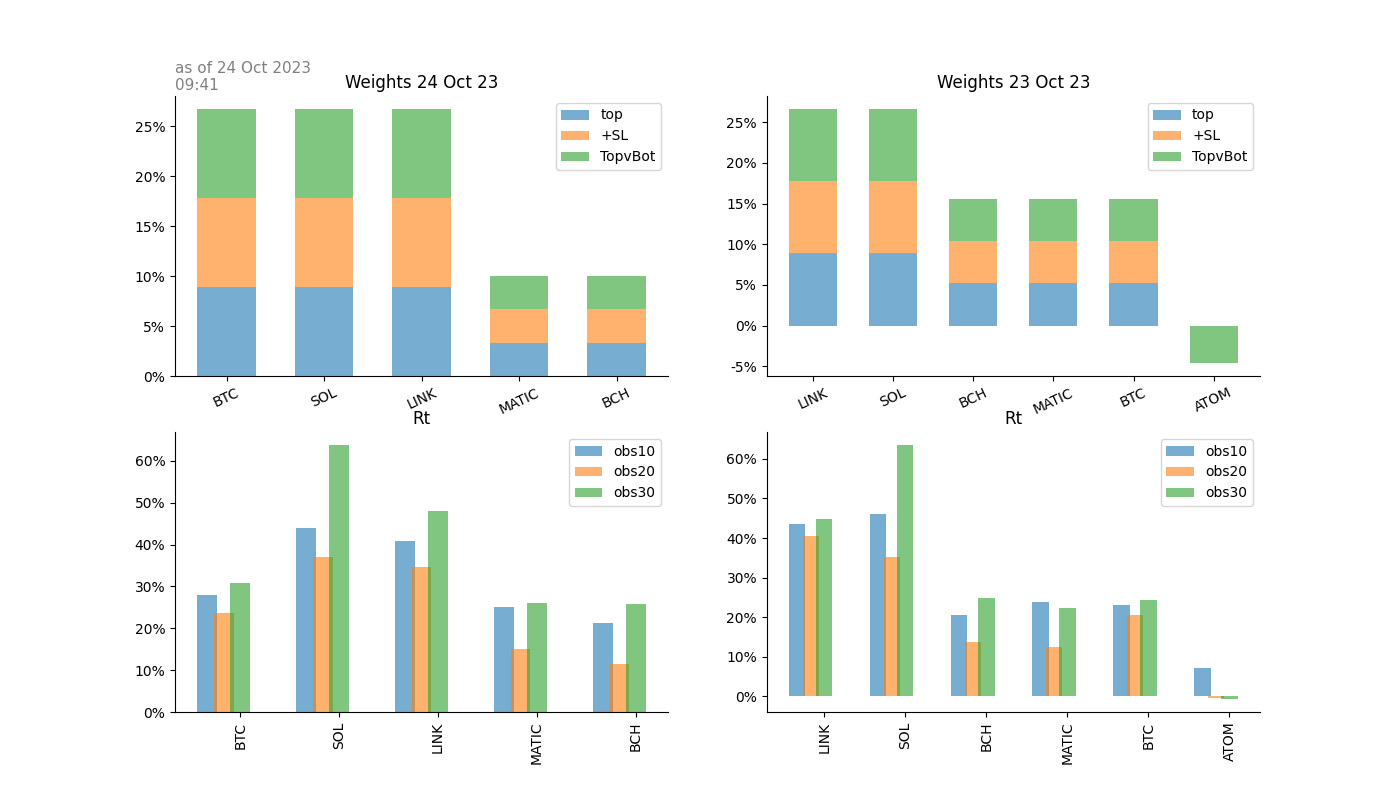 as of 24 Oct 2023
09:41
Weights 24 Oct 23
25%
20%
15%
10%
5%
0%
top
+SL
TopvBot
BTC
SOL
LINK
MATIC
BCH
Weights 23 Oct 23
25%
20%
15%
10%
5%
0%
-5%
top
+SL
TopvBot
LINK
SOL
BCH
MATIC
BTC
ATOM
Rt
60%
50%
40%
30%
20%
10%
0%
obs10
obs20
obs30
BTC
SOL
LINK
MATIC
BCH
Rt
60%
50%
40%
30%
20%
10%
0%
obs10
obs20
obs30
LINK
SOL
BCH
MATIC
BTC
ATOM